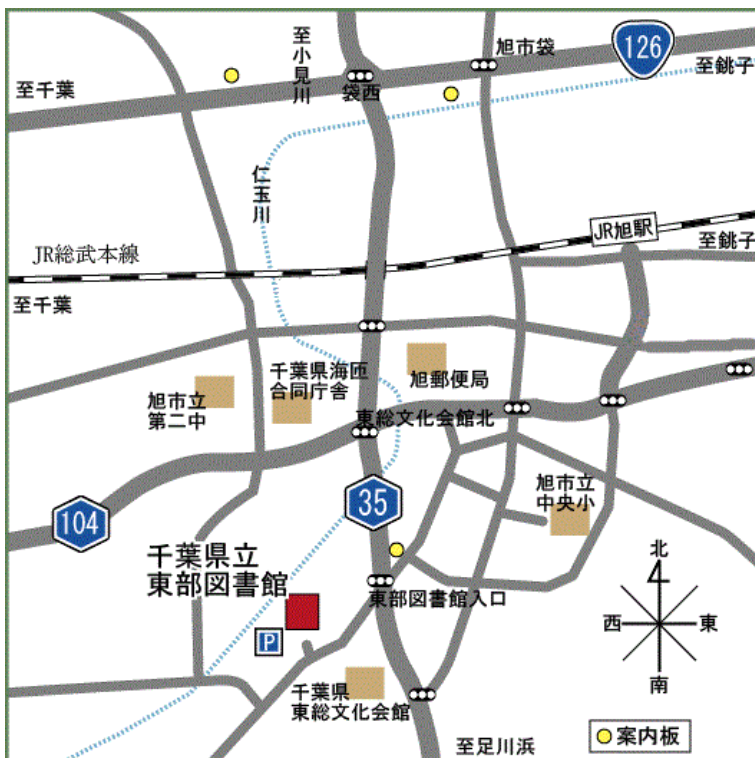 至小見川
旭市袋
126
至千葉
袋西
至銚子
仁玉川
JR旭駅
JR総武本線
至銚子
至千葉
千葉県海匝
合同庁舎
旭郵便局
旭市立
第二中
東総文化会館北
旭市立
中央小
35
104
千葉県立
東部図書館
北
東部図書館入口
西
東
P
南
千葉県
東総文化会館
至足川浜
案内板